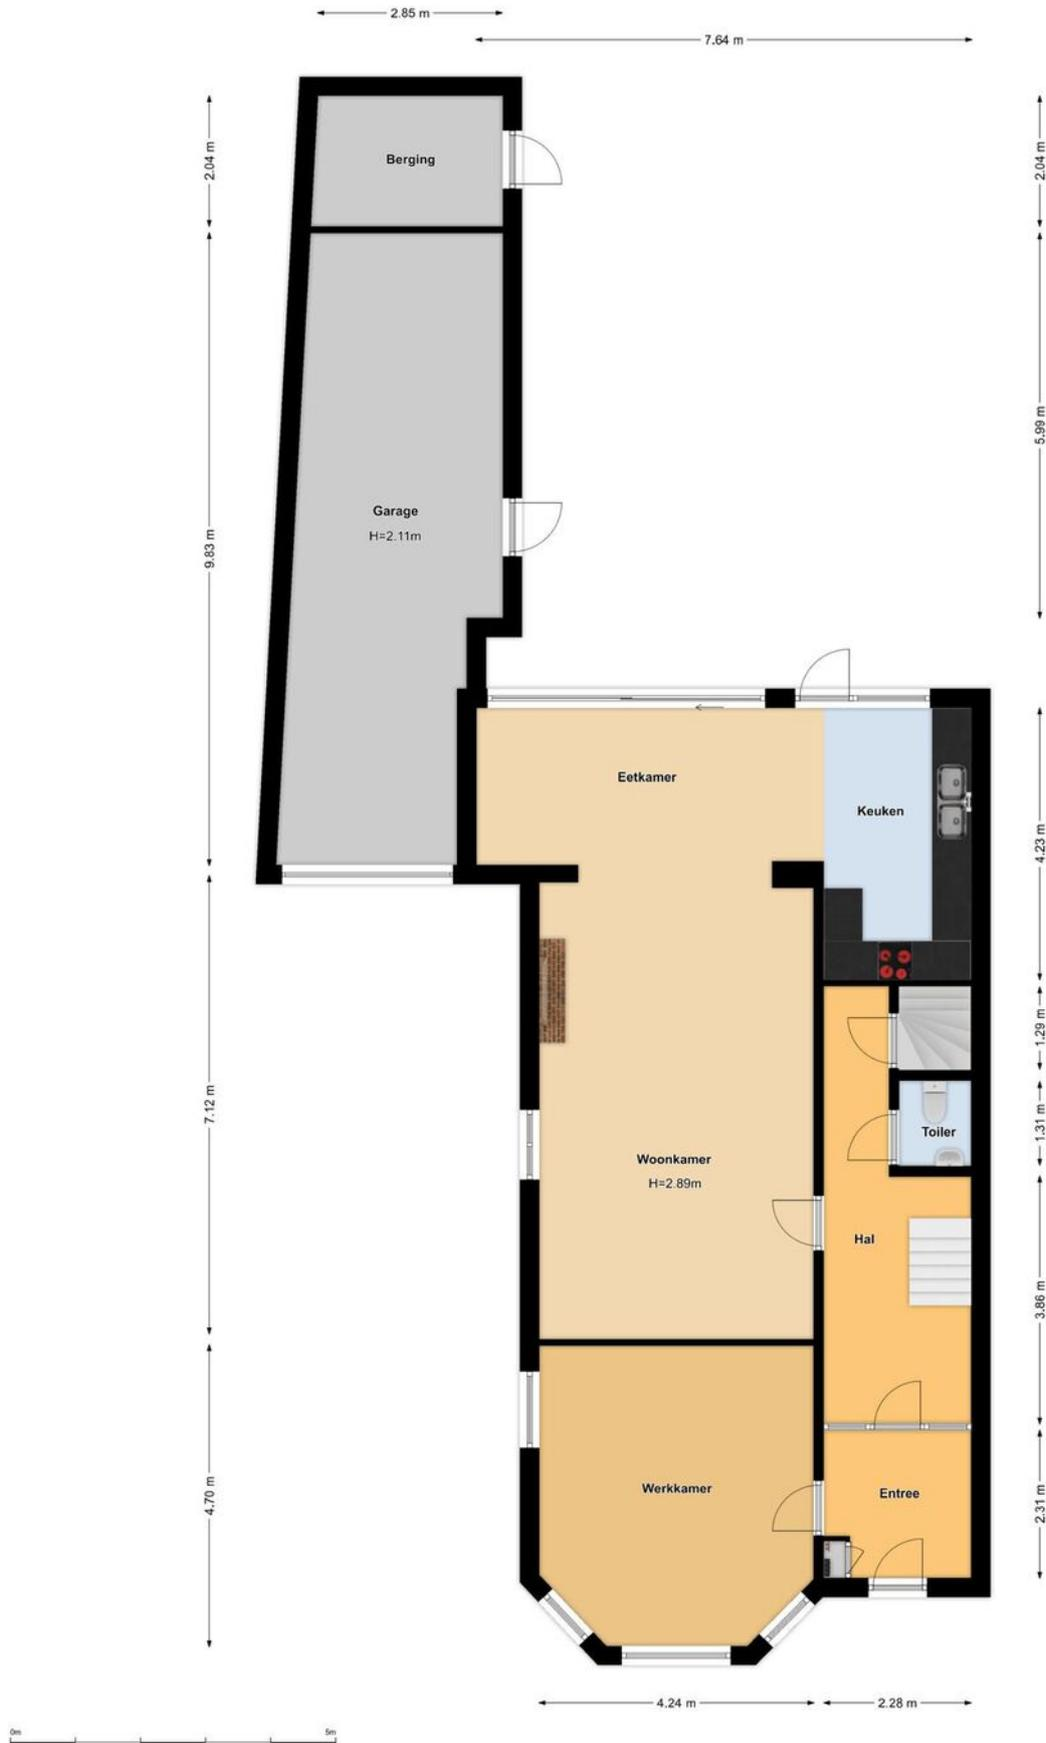 2.85 m
7.64 m
2.04 m
2.04 m
Berging
5.99 m
Garage
H=2.11m
9.83 m
Eetkamer
Keuken
4.23 m
1.29 m
7.12 m
1.31 m
Toiler
Woonkamer
H=2.89m
Hal
3.86 m
Werkkamer
Entree
4.70 m
2.31 m
4.24 m
2.28 m
0m
5m